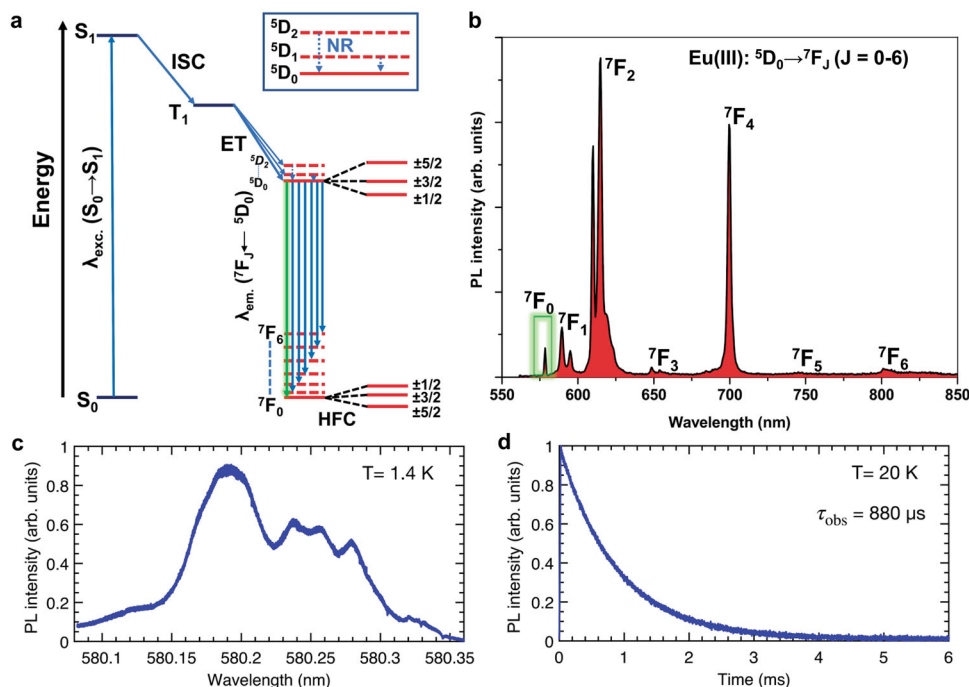 a
S₁
ISC
T₁
ET
Energy
λexc. (S₀→S₁)
S₀
⁵D₂
⁵D₁
⁵D₀
NR
⁵D₂
⁵D₀
±5/2
±3/2
±1/2
λem. (⁷FJ ← ⁵D₀)
⁷F₆
⁷F₀
HFC
±1/2
±3/2
±5/2
b
Eu(III): ⁵D₀→⁷FJ (J = 0-6)
PL intensity (arb. units)
⁷F₀
⁷F₁
⁷F₂
⁷F₃
⁷F₄
⁷F₅
⁷F₆
550 600 650 700 750 800 850
Wavelength (nm)
c
T= 1.4 K
PL intensity (arb. units)
1
0.8
0.6
0.4
0.2
0
580.1 580.15 580.2 580.25 580.3 580.35
Wavelength (nm)
d
T= 20 K
τobs = 880 µs
PL intensity (arb. units)
1
0.8
0.6
0.4
0.2
0
0 1 2 3 4 5 6
Time (ms)